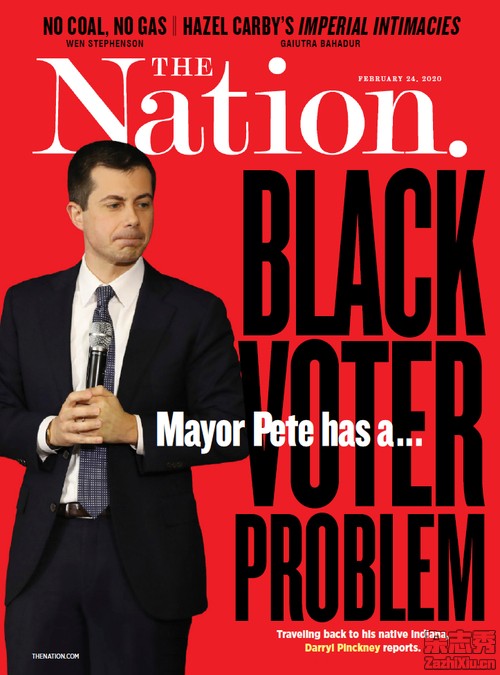 NO COAL, NO GAS | HAZEL CARBY'S IMPERIAL INTIMACIES
WEN STEPHENSON GAIUTRA BAHADUR
THE
FEBRUARY 24, 2020
Nation.
BLACK
VOTER
Mayor Pete has a...
PROBLEM
Traveling back to his native Indiana,
Darryl Pinckney reports.
THENATION.COM
杂志秀
ZaZhiXiu.cn